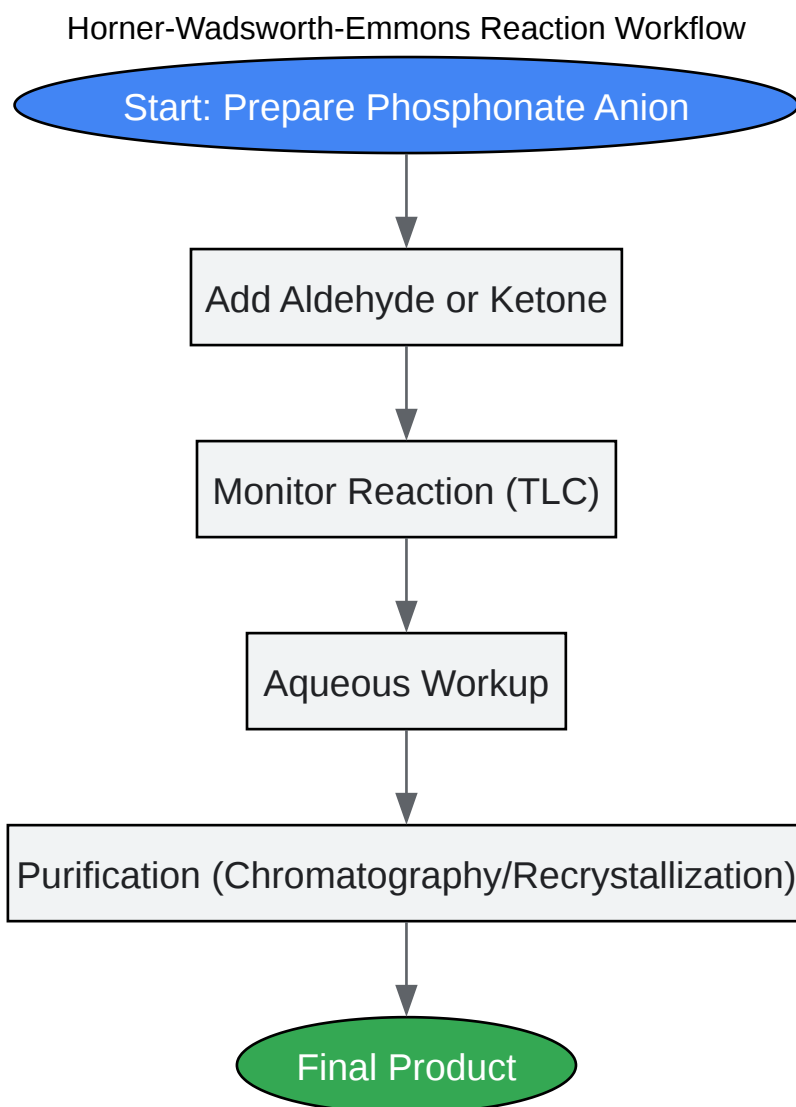 Horner-Wadsworth-Emmons Reaction Workflow
Start: Prepare Phosphonate Anion
Add Aldehyde or Ketone
Monitor Reaction (TLC)
Aqueous Workup
Purification (Chromatography/Recrystallization)
Final Product